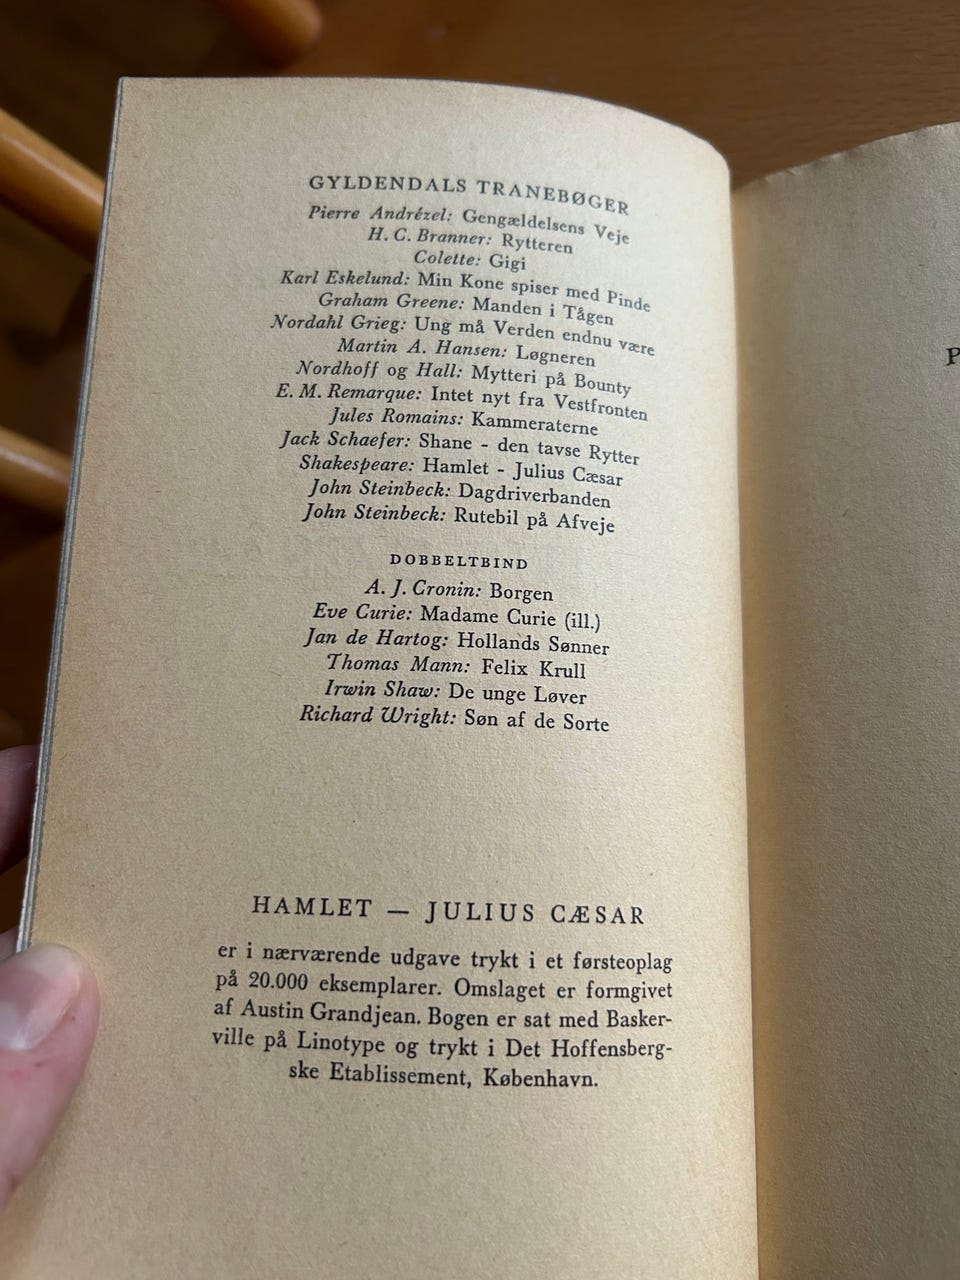 GYLDENDALS TRANEBØGER
Pierre Andrézel: Gengældelsens Veje
H. C. Branner: Rytteren
Colette: Gigi
Karl Eskelund: Min Kone spiser med Pinde
Graham Greene: Manden i Tågen
Nordahl Grieg: Ung må Verden endnu være
Martin A. Hansen: Løgneren
Nordhoff og Hall: Mytteri på Bounty
E. M. Remarque: Intet nyt fra Vestfronten
Jules Romains: Kammeraterne
Jack Schaefer: Shane - den tavse Rytter
Shakespeare: Hamlet - Julius Cæsar
John Steinbeck: Dagdriverbanden
John Steinbeck: Rutebil på Afveje
DOBBELTBIND
A. J. Cronin: Borgen
Eve Curie: Madame Curie (ill.)
Jan de Hartog: Hollands Sønner
Thomas Mann: Felix Krull
Irwin Shaw: De unge Løver
Richard Wright: Søn af de Sorte
HAMLET — JULIUS CÆSAR
er i nærværende udgave trykt i et førsteoplag
på 20.000 eksemplarer. Omslaget er formgivet
af Austin Grandjean. Bogen er sat med Basker-
ville på Linotype og trykt i Det Hoffensberg-
ske Etablissement, København.
P